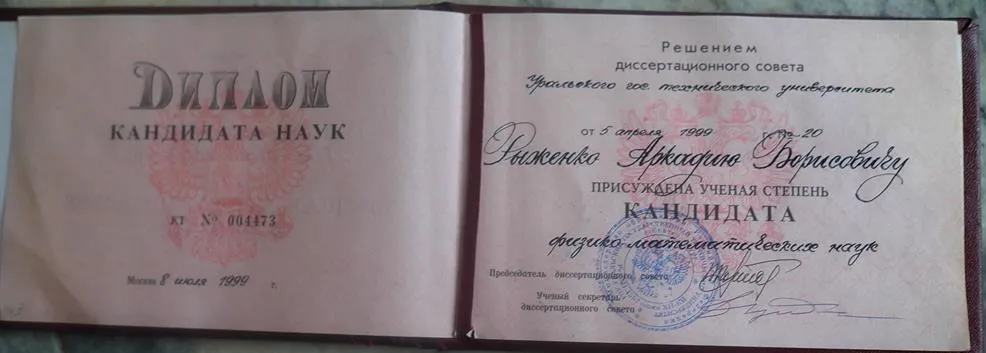 ДИПЛОМ
КАНДИДАТА НАУК
КТ № 004473
Москва 8 июля 1999 г.
Решением
диссертационного совета
Уральского гос. технического университета
от 5 апреля 1999 г. № 20
Рыженко Аркадию Борисовичу
ПРИСУЖДЕНА УЧЕНАЯ СТЕПЕНЬ
КАНДИДАТА
физико-математических наук
Председатель диссертационного совета
Ученый секретарь
диссертационного совета